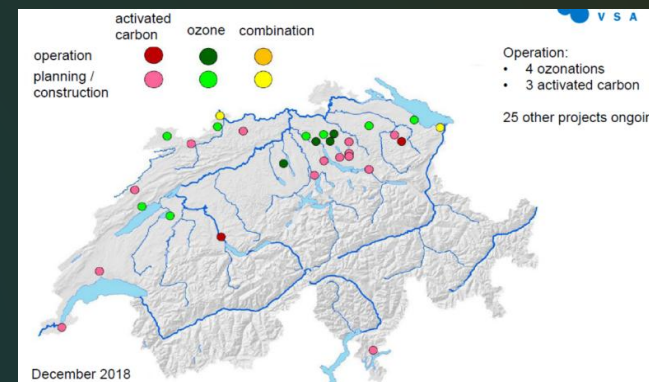 VSA
activated
carbon
ozone
combination
operation
planning /
construction
Operation:
• 4 ozonations
• 3 activated carbon
25 other projects ongoin
December 2018